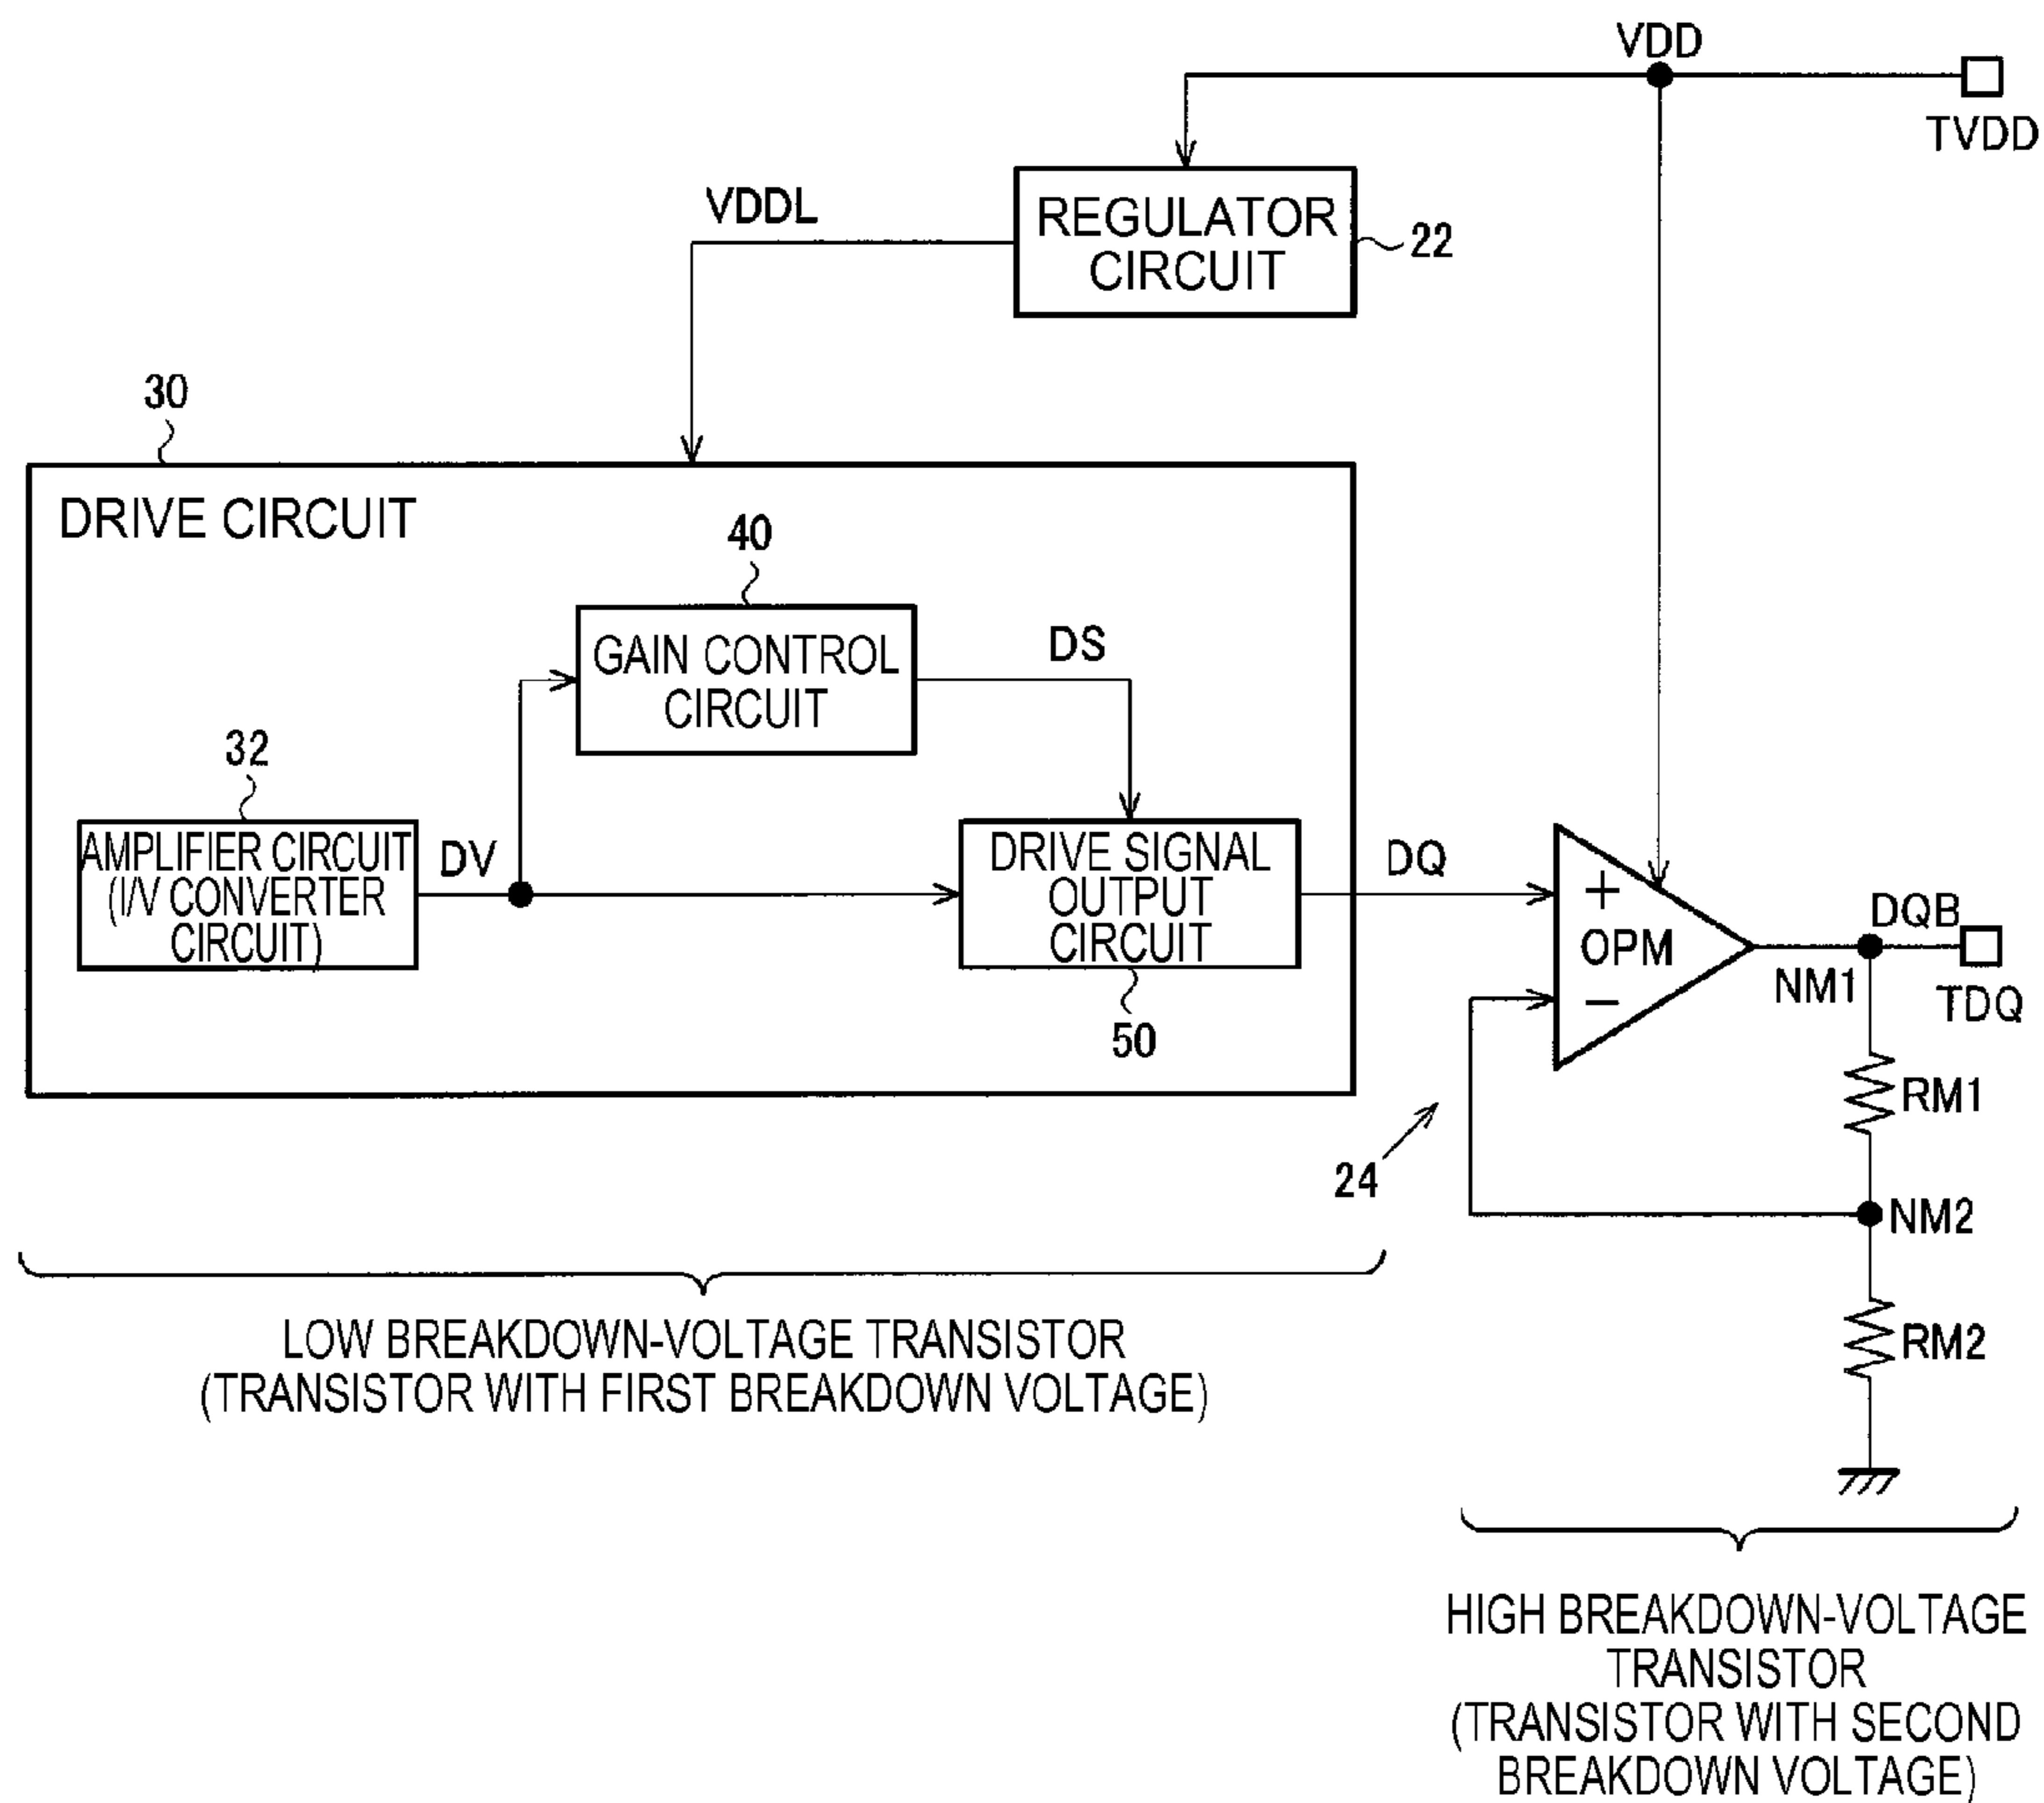 VDD
TVDD
VDDL
REGULATOR
CIRCUIT
22
30
DRIVE CIRCUIT
40
GAIN CONTROL
CIRCUIT
DS
32
AMPLIFIER CIRCUIT
(I/V CONVERTER
CIRCUIT)
DV
DRIVE SIGNAL
OUTPUT
CIRCUIT
50
DQ
+
OPM
−
DQB
NM1
TDQ
RM1
24
NM2
RM2
LOW BREAKDOWN-VOLTAGE TRANSISTOR
(TRANSISTOR WITH FIRST BREAKDOWN VOLTAGE)
HIGH BREAKDOWN-VOLTAGE
TRANSISTOR
(TRANSISTOR WITH SECOND
BREAKDOWN VOLTAGE)